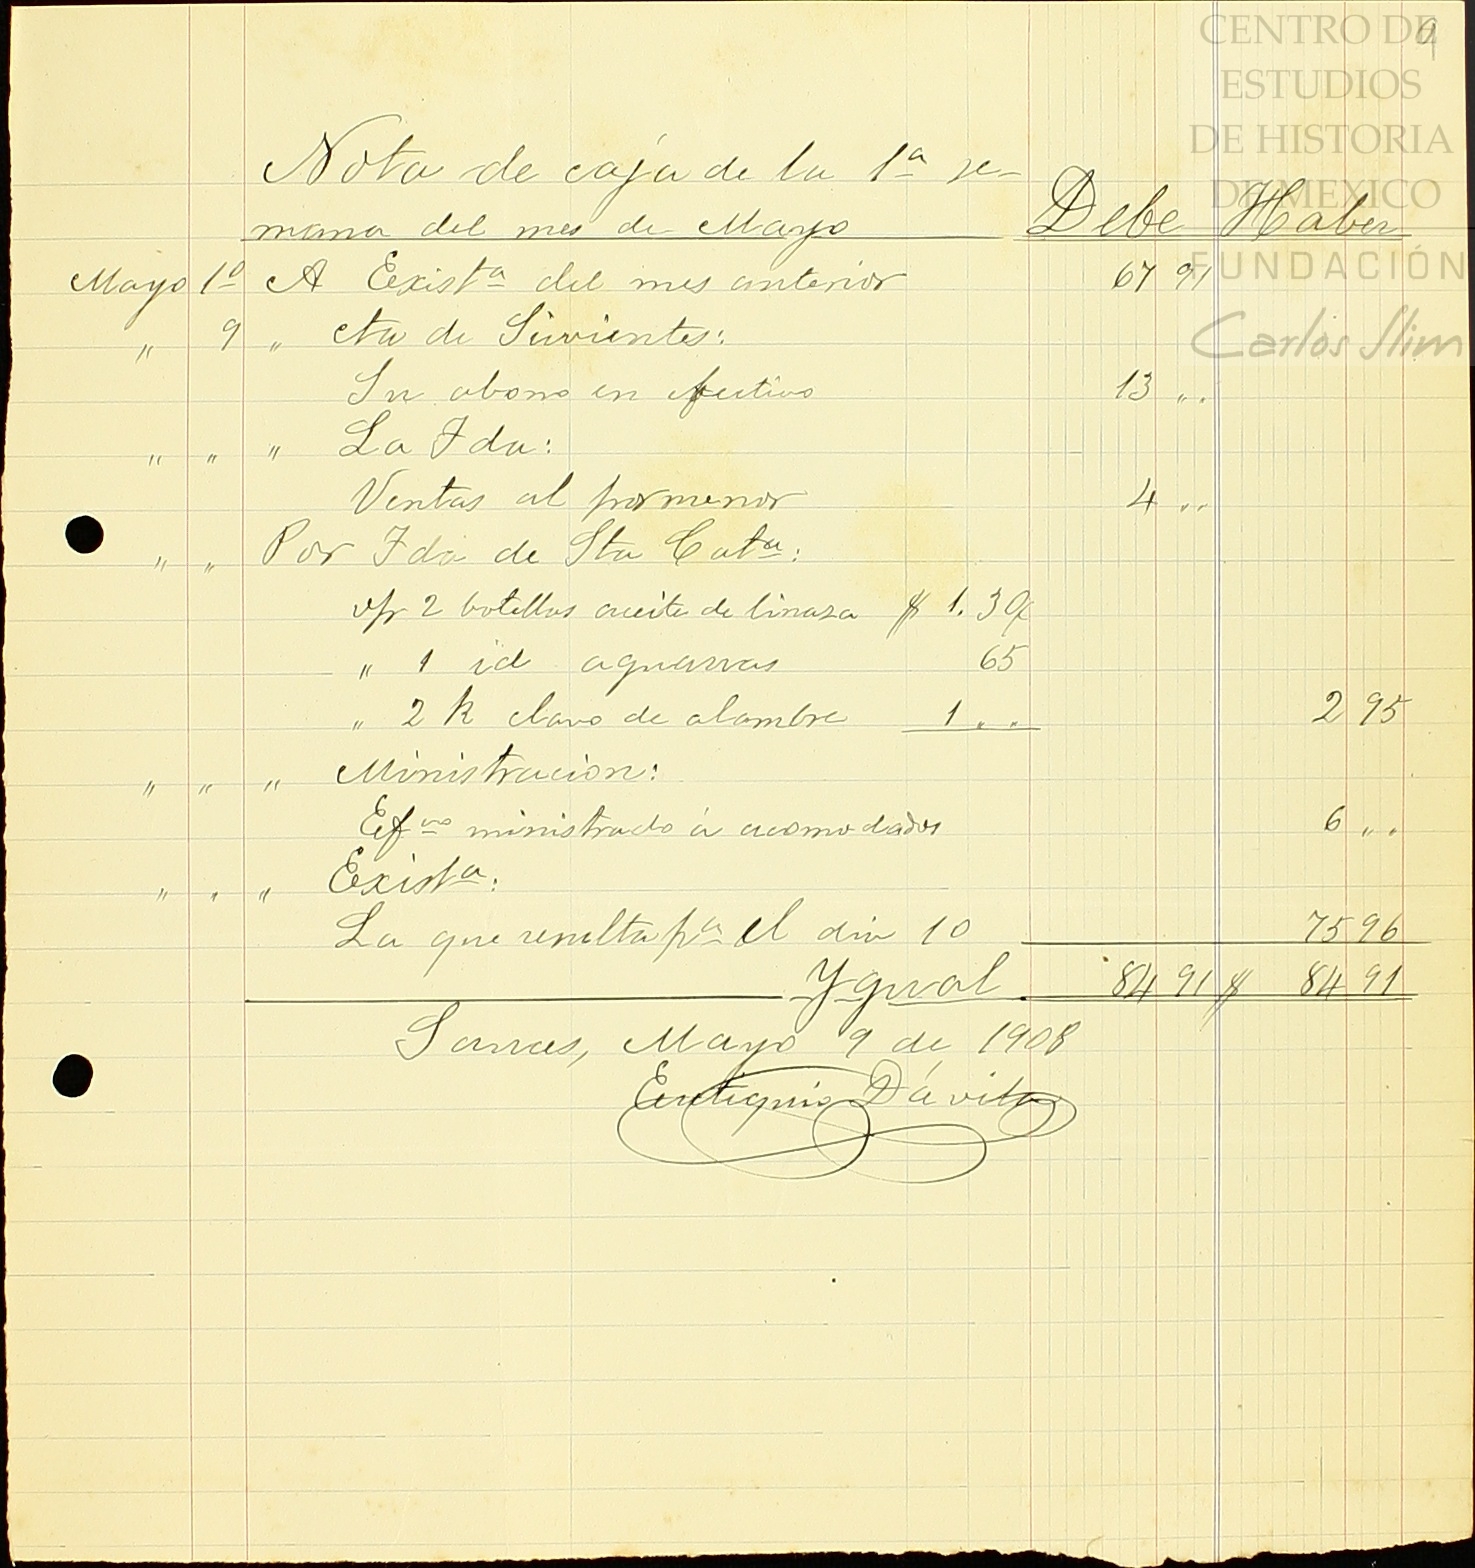 9
CENTRO DE
ESTUDIOS
DE HISTORIA
DE MEXICO
FUNDACIÓN
Carlos Slim
Nota de caja de la 1ª se-
mana del mes de Mayo Debe Haber
Mayo 1º A Existª del mes anterior 67 91
" 9 " cta de Sirvientes:
Su abono en efectivo 13 ..
" " " La Fda:
Ventas al pormenor 4 ..
" " Por Fda de Sta Catª:
v/p 2 botellas aceite de linaza $ 1.30
" 1 id aguarras 65
" 2 k clavo de alambre 1 .. 2 95
" " " Ministracion:
Efvo ministrado á acomodados 6 ..
" " " Existª:
La que resulta pª el dia 10 75 96
Ygual 84 91 $ 84 91
Mayo 9 de 1908
Eutiquio Dávila